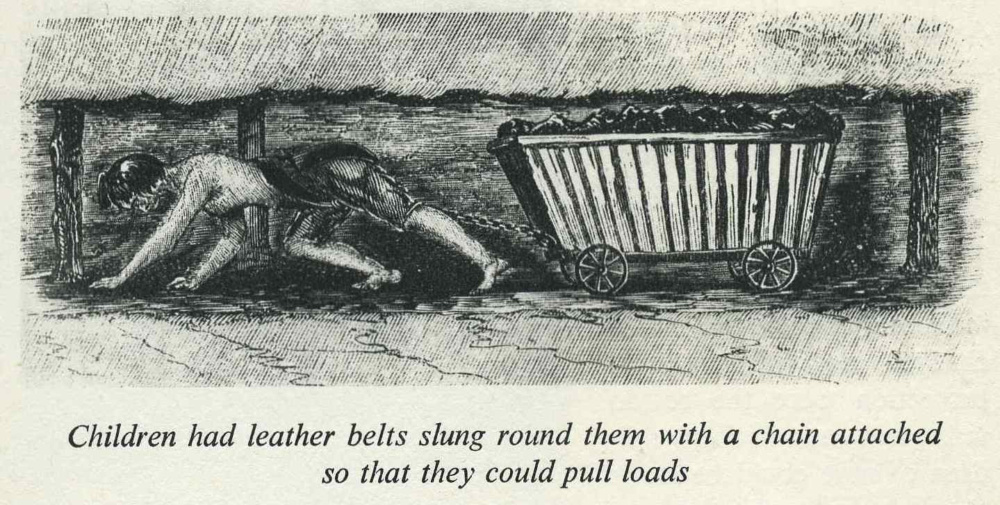 Children had leather belts slung round them with a chain attached
so that they could pull loads